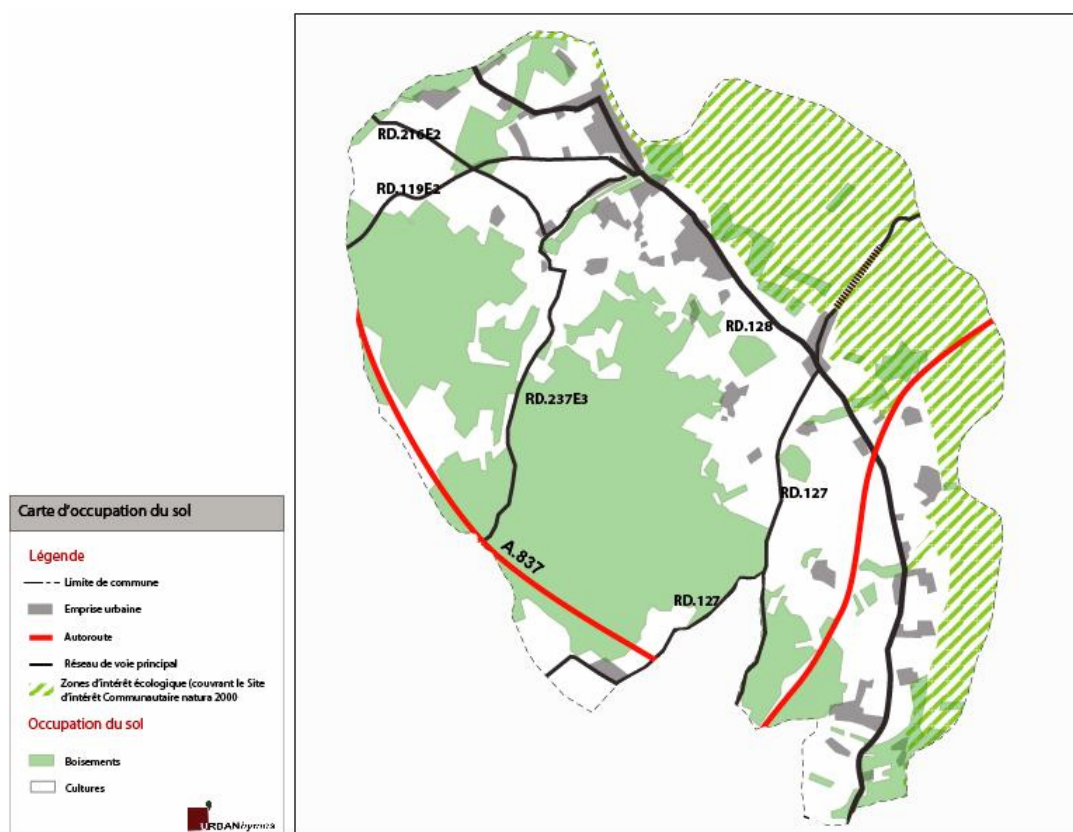 RD.216E2
RD.119E2
RD.128
RD.237E3
RD.127
A.837
RD.127
Carte d'occupation du sol
Légende
Limite de commune
Emprise urbaine
Autoroute
Réseau de voie principal
Zones d'intérêt écologique (couvrant le Site
d'intérêt Communautaire natura 2000
Occupation du sol
Boisements
Cultures